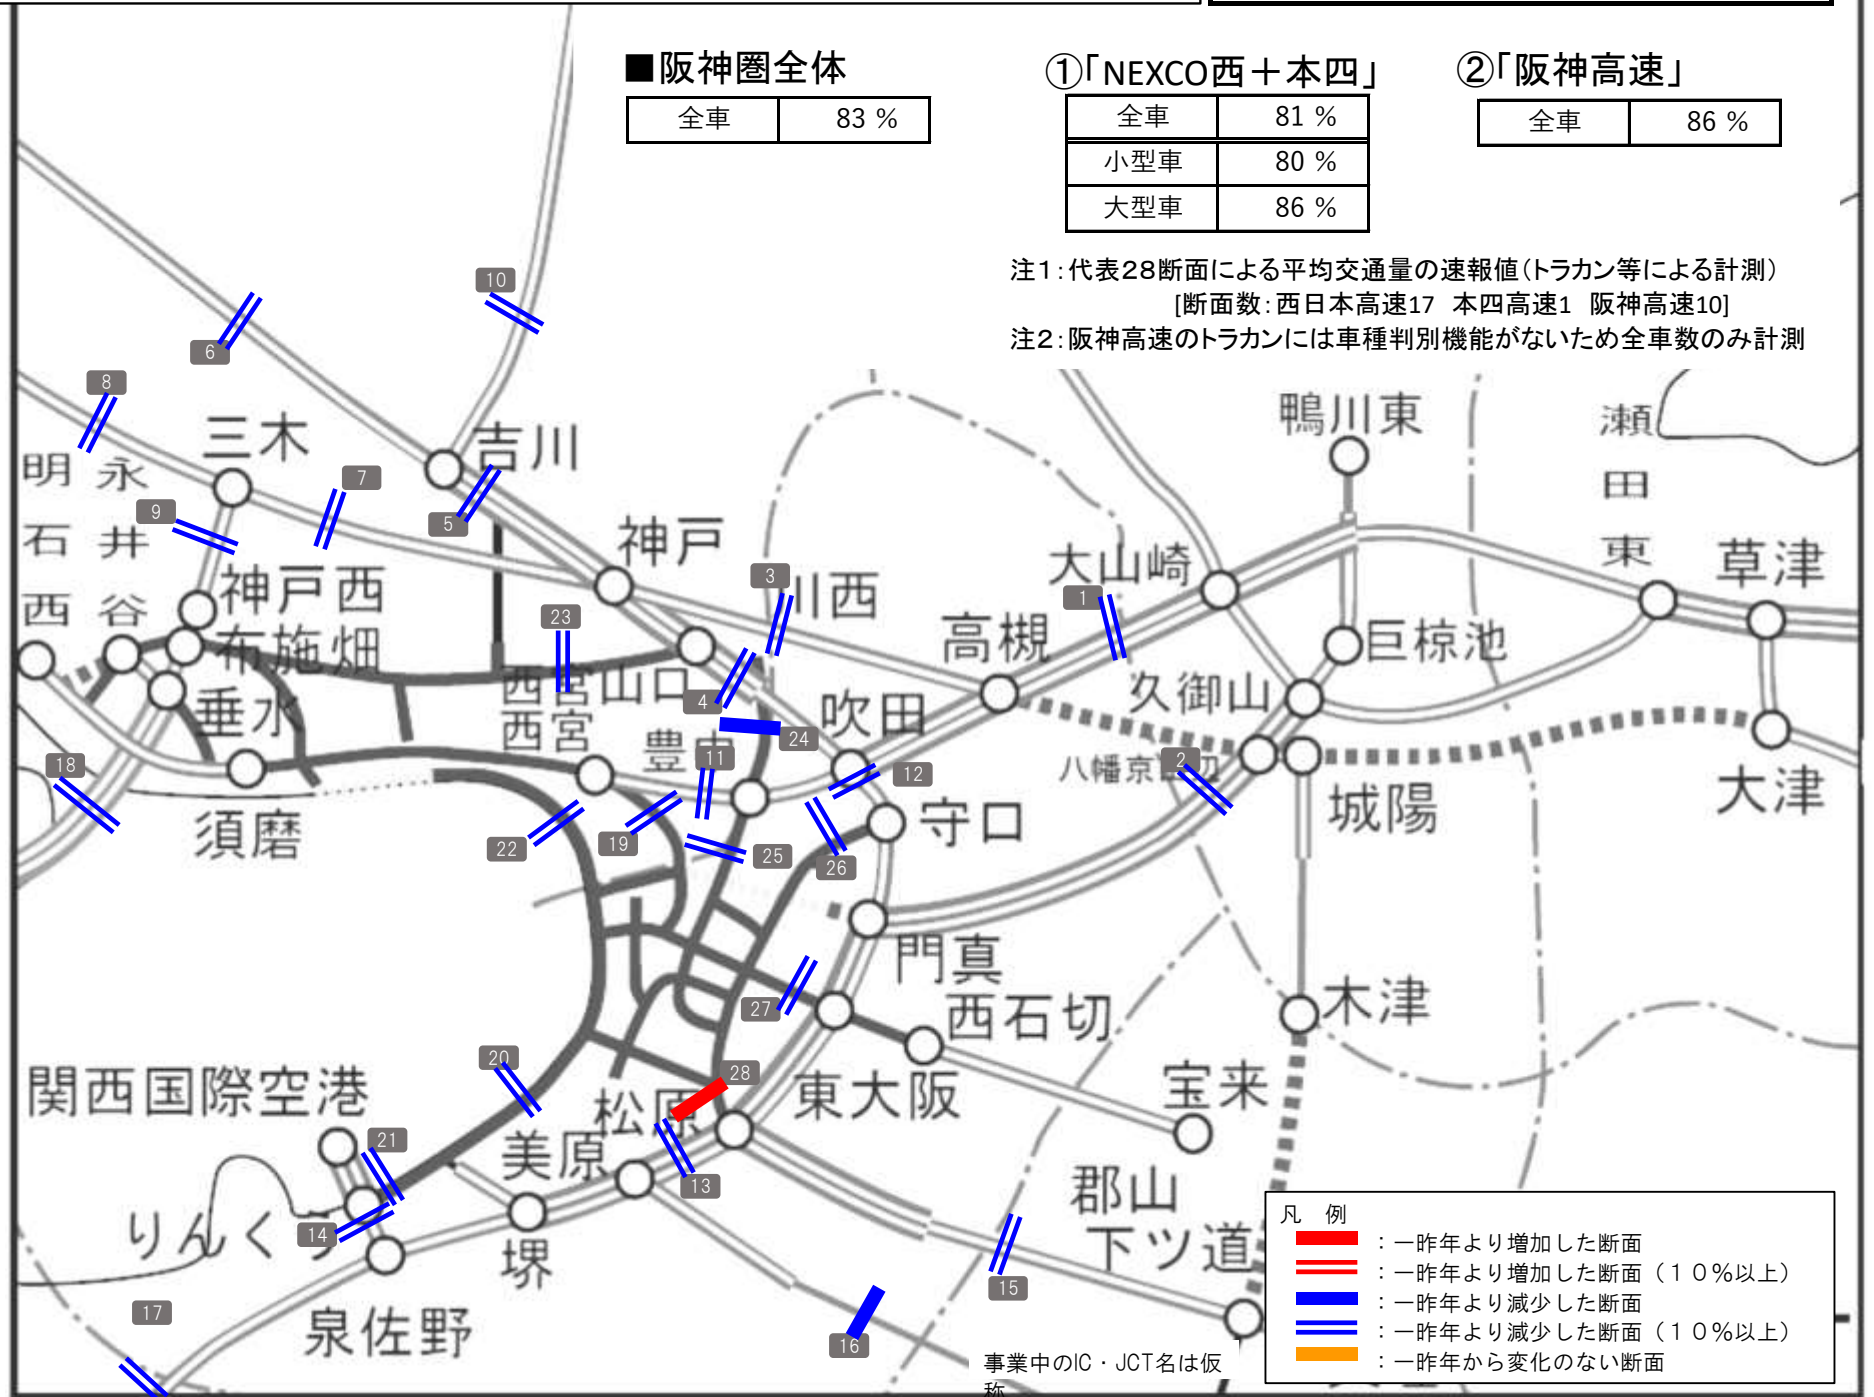 ■阪神圏全体
全車 83 %
①「NEXCO西＋本四」
全車 81 %
小型車 80 %
大型車 86 %
②「阪神高速」
全車 86 %
注１：代表２８断面による平均交通量の速報値（トラカン等による計測）
[断面数：西日本高速17 本四高速1 阪神高速10]
注２：阪神高速のトラカンには車種判別機能がないため全車数のみ計測
10
6
8
三木
吉川
鴨川東
瀬田東
明石西
永井谷
7
9
5
神戸
大山崎
草津
3
川西
1
神戸西
23
高槻
巨椋池
布施畑
西宮山口
4
久御山
垂水
西宮
吹田
24
豊中
11
12
八幡京田辺
2
18
大津
須磨
城陽
守口
22
19
25
26
門真
27
西石切
木津
20
関西国際空港
28
松原
東大阪
宝来
21
美原
13
郡山下ツ道
14
りんくう
堺
15
17
泉佐野
16
事業中のIC・JCT名は仮
称
凡 例
：一昨年より増加した断面
：一昨年より増加した断面（１０％以上）
：一昨年より減少した断面
：一昨年より減少した断面（１０％以上）
：一昨年から変化のない断面